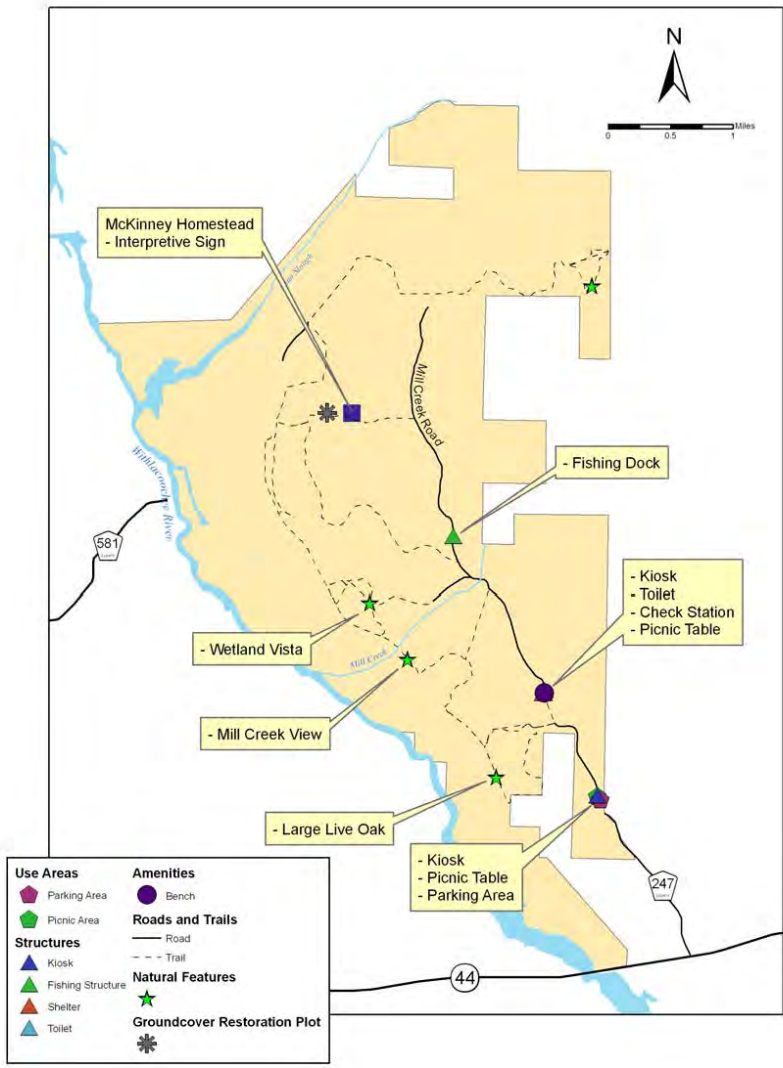 N
Miles
0 0.5 1
McKinney Homestead
- Interpretive Sign
Slough
Mill Creek Road
- Fishing Dock
Withlacoochee River
581
- Kiosk
- Toilet
- Check Station
- Picnic Table
- Wetland Vista
Mill Creek
- Mill Creek View
- Large Live Oak
- Kiosk
- Picnic Table
- Parking Area
247
44
Use Areas
Parking Area
Picnic Area
Structures
Kiosk
Fishing Structure
Shelter
Toilet
Amenities
Bench
Roads and Trails
Road
Trail
Natural Features
Groundcover Restoration Plot